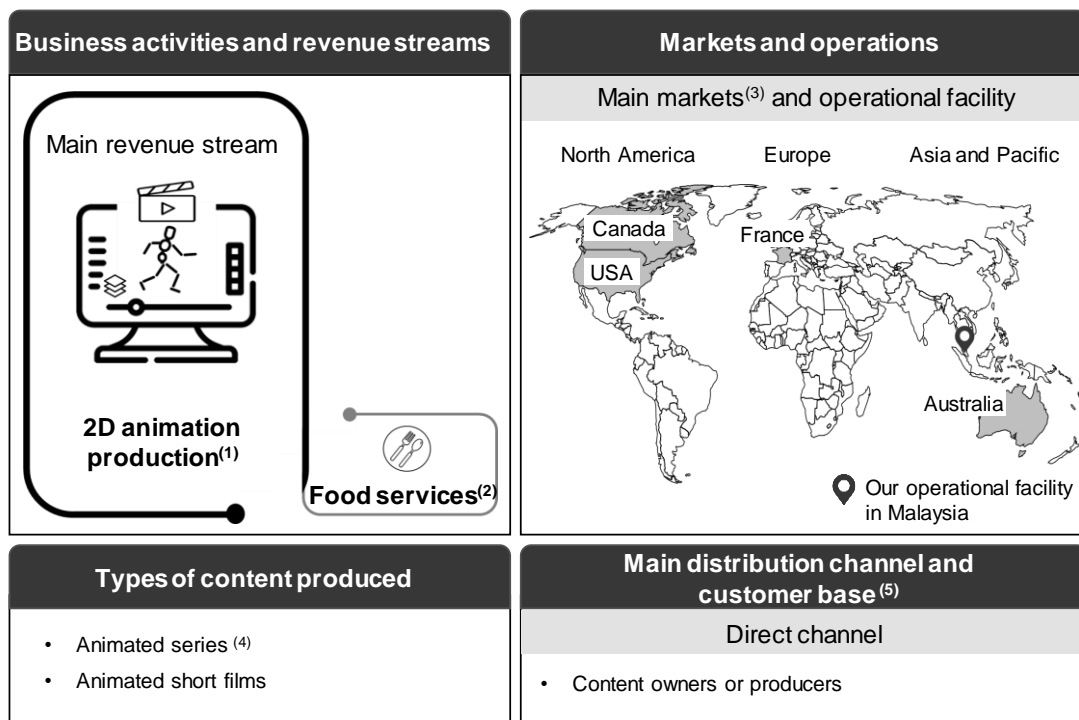 Business activities and revenue streams
Main revenue stream
2D animation
production(1)
Food services(2)
Markets and operations
Main markets(3) and operational facility
North America
Europe
Asia and Pacific
Canada
France
USA
Australia
Our operational facility
in Malaysia
Types of content produced
• Animated series (4)
• Animated short films
Main distribution channel and
customer base (5)
Direct channel
• Content owners or producers